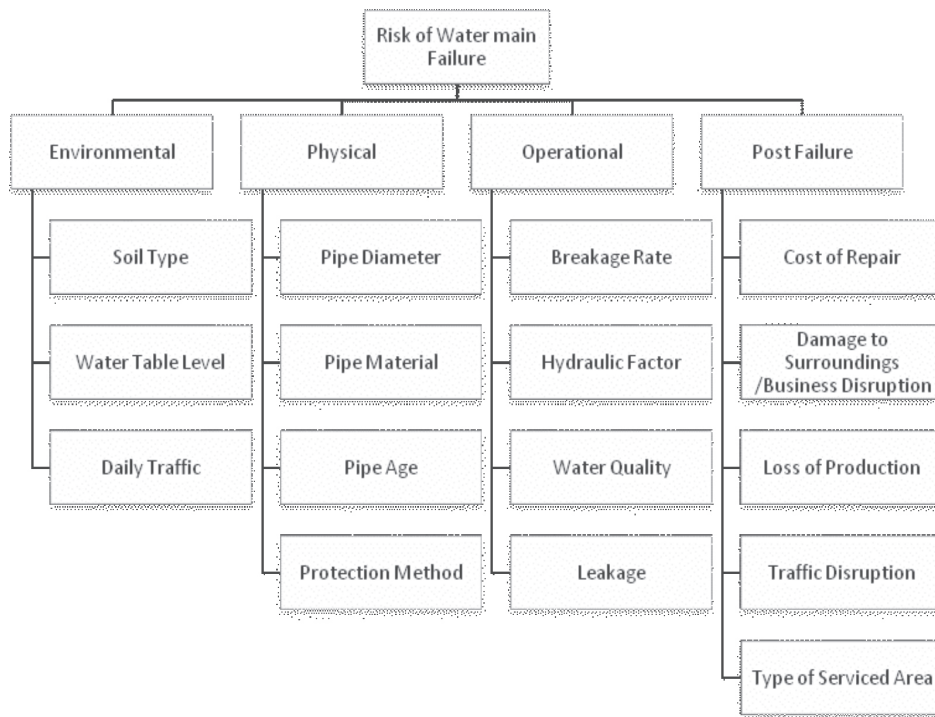 Risk of Water main
Failure
Environmental
Physical
Operational
Post Failure
Soil Type
Pipe Diameter
Breakage Rate
Cost of Repair
Water Table Level
Pipe Material
Hydraulic Factor
Damage to
Surroundings
/Business Disruption
Daily Traffic
Pipe Age
Water Quality
Loss of Production
Protection Method
Leakage
Traffic Disruption
Type of Serviced Area